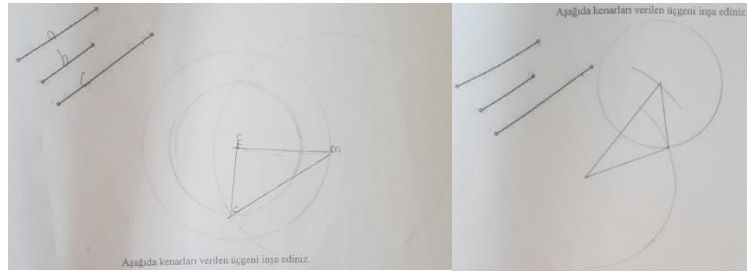 a
b
c
E
m
c
Aşağıda kenarları verilen üçgeni inşa ediniz.
Aşağıda kenarları verilen üçgeni inşa ediniz.